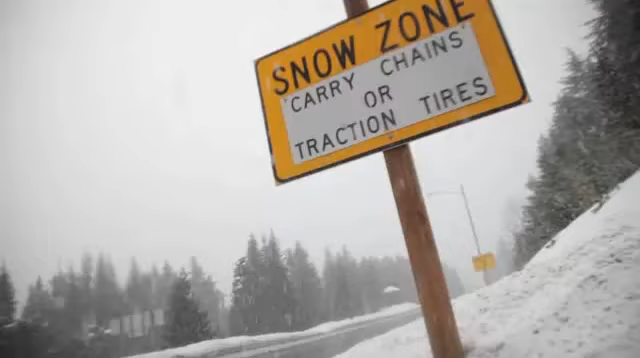 SNOW ZONE
'CARRY CHAINS'
OR
TRACTION TIRES